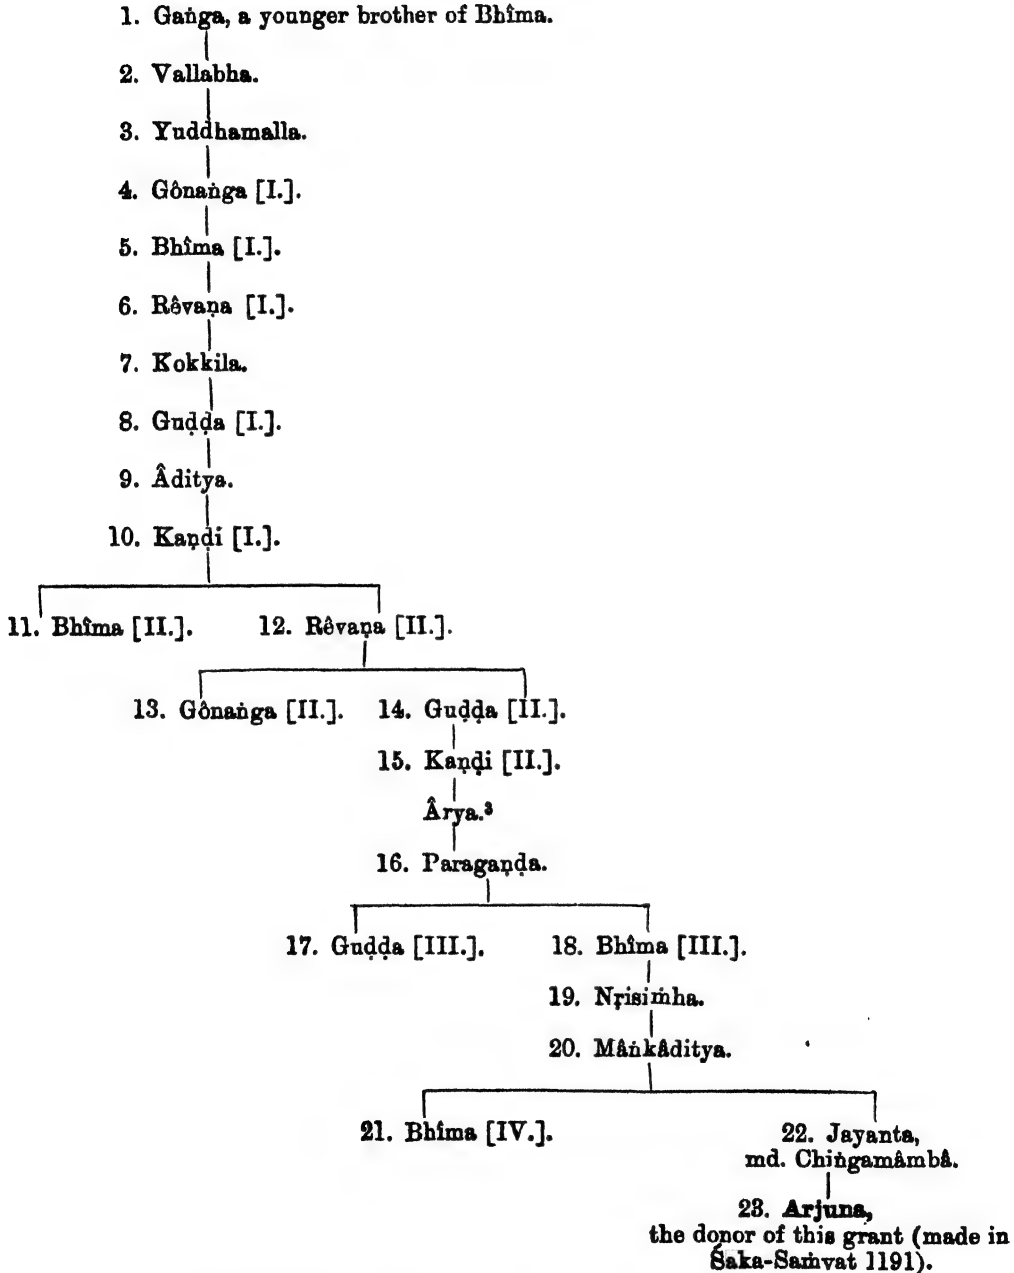 1. Gaṅga, a younger brother of Bhîma.
2. Vallabha.
3. Yuddhamalla.
4. Gônaṅga [I.].
5. Bhîma [I.].
6. Rêvaṇa [I.].
7. Kokkila.
8. Guḍḍa [I.].
9. Âditya.
10. Kaṇḍi [I.].
11. Bhîma [II.]. 12. Rêvaṇa [II.].
13. Gônaṅga [II.]. 14. Guḍḍa [II.].
15. Kaṇḍi [II.].
Ârya.³
16. Paragaṇḍa.
17. Guḍḍa [III.]. 18. Bhîma [III.].
19. Nṛisiṁha.
20. Mâṅkâditya.
21. Bhîma [IV.]. 22. Jayanta,
md. Chiṅgamâmbâ.
23. Arjuna,
the donor of this grant (made in
Śaka-Saṁvat 1191).